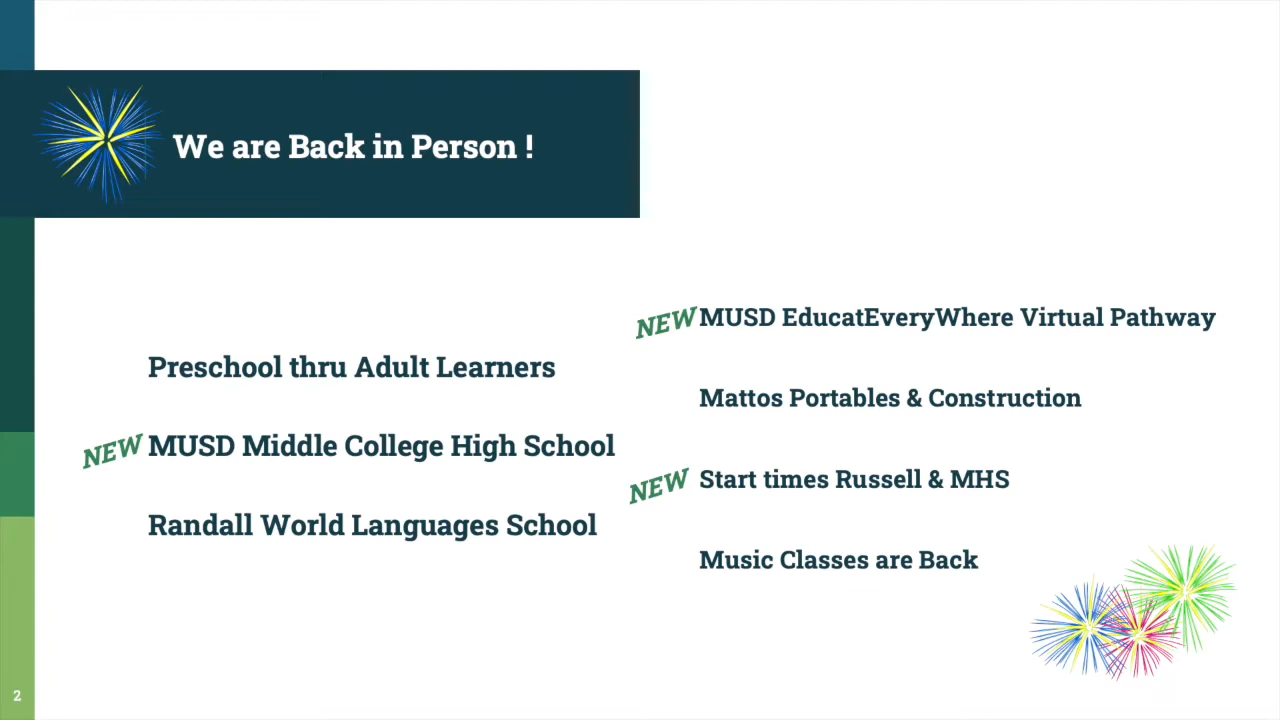 We are Back in Person !
Preschool thru Adult Learners
NEW MUSD Middle College High School
Randall World Languages School
NEW MUSD EducatEveryWhere Virtual Pathway
Mattos Portables & Construction
NEW Start times Russell & MHS
Music Classes are Back
2